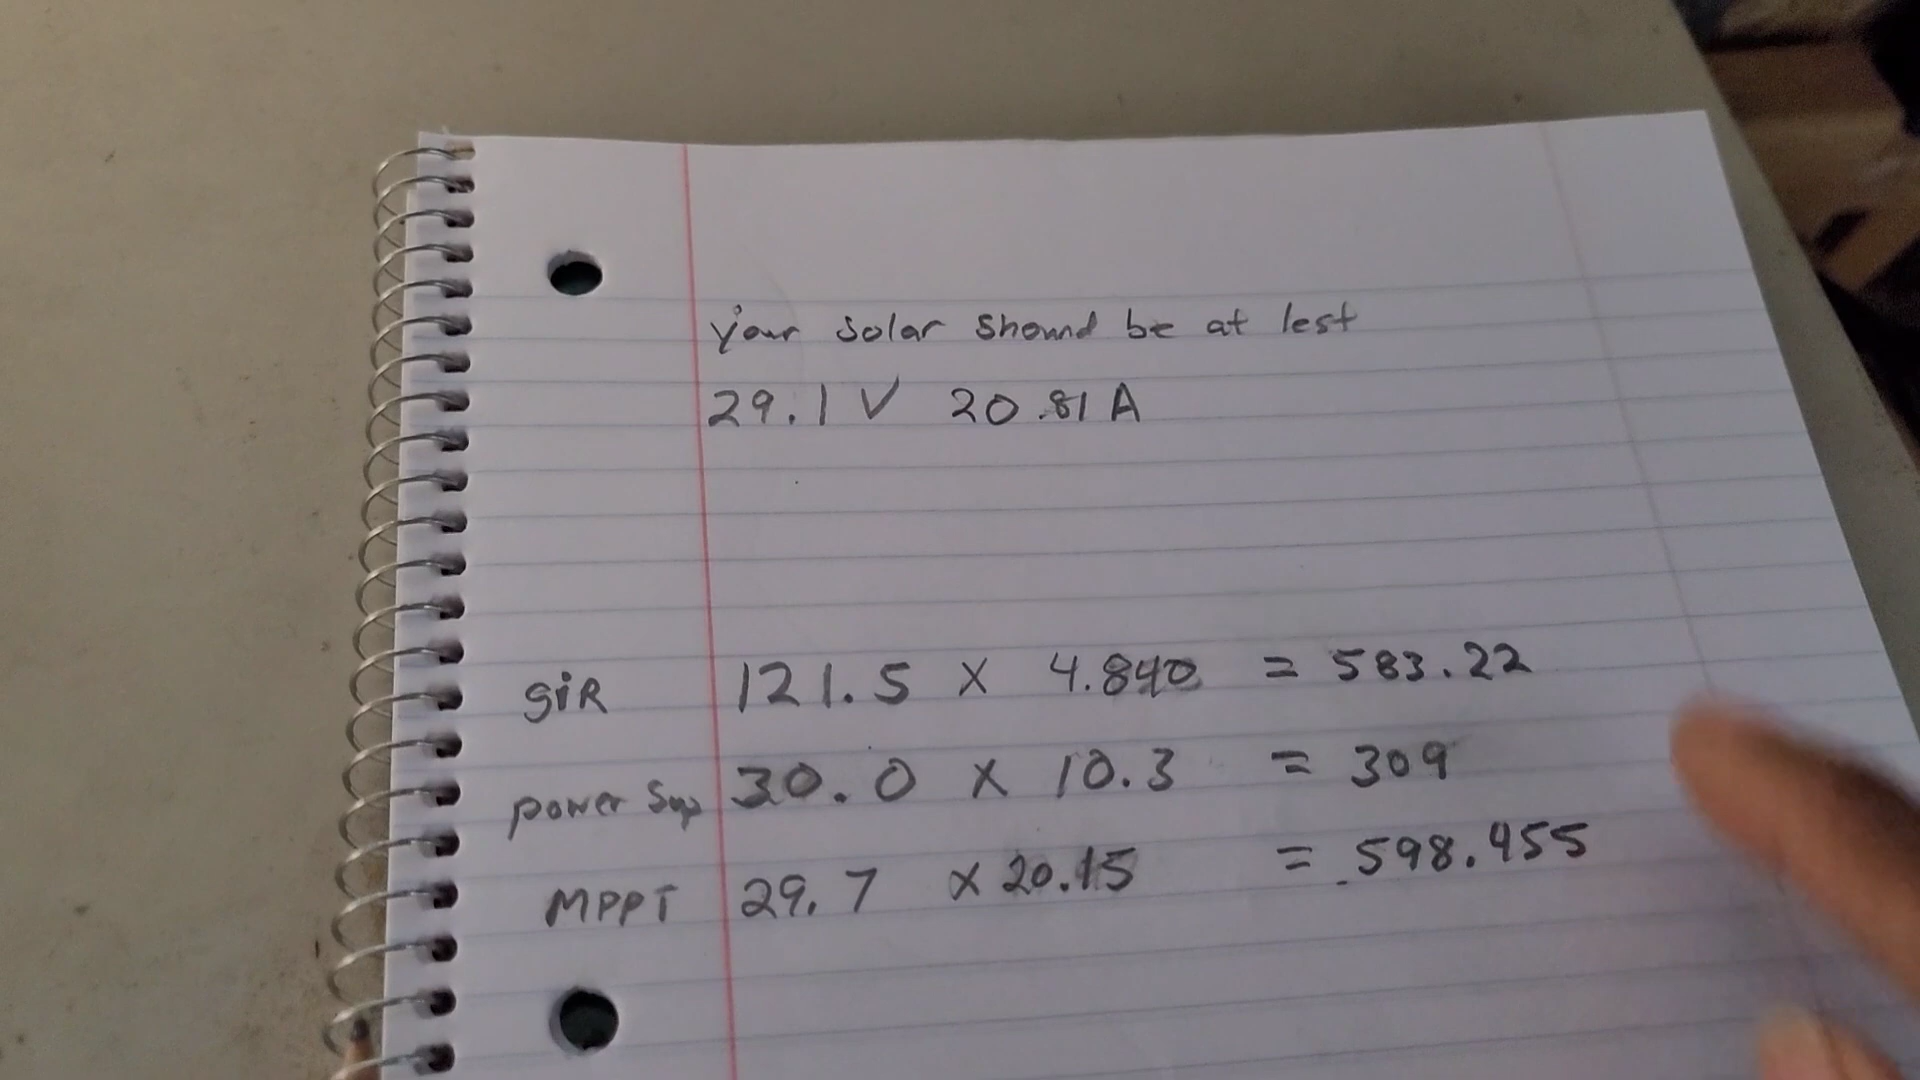 your solar shound be at lest
29.1 V 20.81 A
giR 121.5 x 4.840 = 583.22
power Sup 30.0 x 10.3 = 309
MPPT 29.7 x 20.15 = 598.455